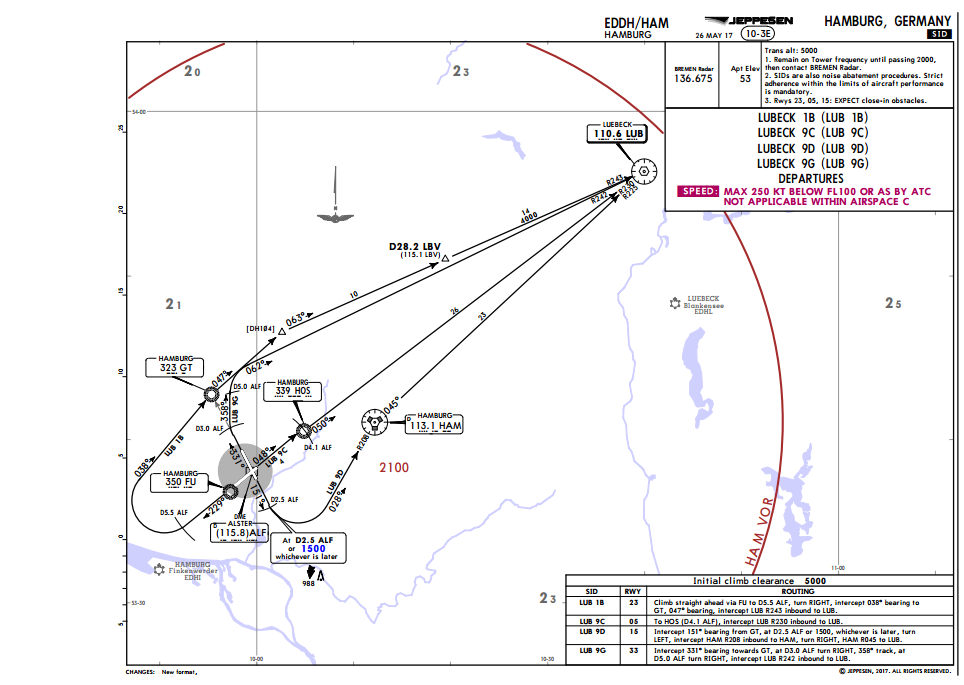 EDDH/HAM
HAMBURG
JEPPESEN
26 MAY 17
10-3E
HAMBURG, GERMANY
SID
BREMEN Radar
136.675
Apt Elev
53
Trans alt: 5000
1. Remain on Tower frequency until passing 2000,
then contact BREMEN Radar.
2. SIDs are also noise abatement procedures. Strict
adherence within the limits of aircraft performance
is mandatory.
3. Rwys 23, 05, 15: EXPECT close-in obstacles.
LUBECK 1B (LUB 1B)
LUBECK 9C (LUB 9C)
LUBECK 9D (LUB 9D)
LUBECK 9G (LUB 9G)
DEPARTURES
SPEED: MAX 250 KT BELOW FL100 OR AS BY ATC
NOT APPLICABLE WITHIN AIRSPACE C
20
23
54-00
25
LUEBECK
110.6 LUB
R243
R242
R230
R225
20
14
4000
D28.2 LBV
(115.1 LBV)
15
10
21
25
26
23
LUEBECK
Blankensee
EDHL
[DH104]
063°
062°
HAMBURG
323 GT
047°
10
D5.0 ALF
358°
LUB 9G
HAMBURG
339 HOS
045°
D HAMBURG
113.1 HAM
050°
R208
D3.0 ALF
D4.1 ALF
LUB 1B
331°
048°
LUB 9C
4
038°
5
2100
HAMBURG
350 FU
151°
LUB 9D
028°
D2.5 ALF
229°
D5.5 ALF
DME
D ALSTER
(115.8)ALF
At D2.5 ALF
or 1500
whichever is later
988
0
HAMBURG
Finkenwerder
EDHI
HAM VOR
11-00
23
55-30
5
10-00
10-30
Initial climb clearance 5000
SID RWY ROUTING
LUB 1B 23 Climb straight ahead via FU to D5.5 ALF, turn RIGHT, intercept 038° bearing to
GT, 047° bearing, intercept LUB R243 inbound to LUB.
LUB 9C 05 To HOS (D4.1 ALF), intercept LUB R230 inbound to LUB.
LUB 9D 15 Intercept 151° bearing from GT, at D2.5 ALF or 1500, whichever is later, turn
LEFT, intercept HAM R208 inbound to HAM, turn RIGHT, HAM R045 to LUB.
LUB 9G 33 Intercept 331° bearing towards GT, at D3.0 ALF turn RIGHT, 358° track, at
D5.0 ALF turn RIGHT, intercept LUB R242 inbound to LUB.
CHANGES: New format,
© JEPPESEN, 2017. ALL RIGHTS RESERVED.